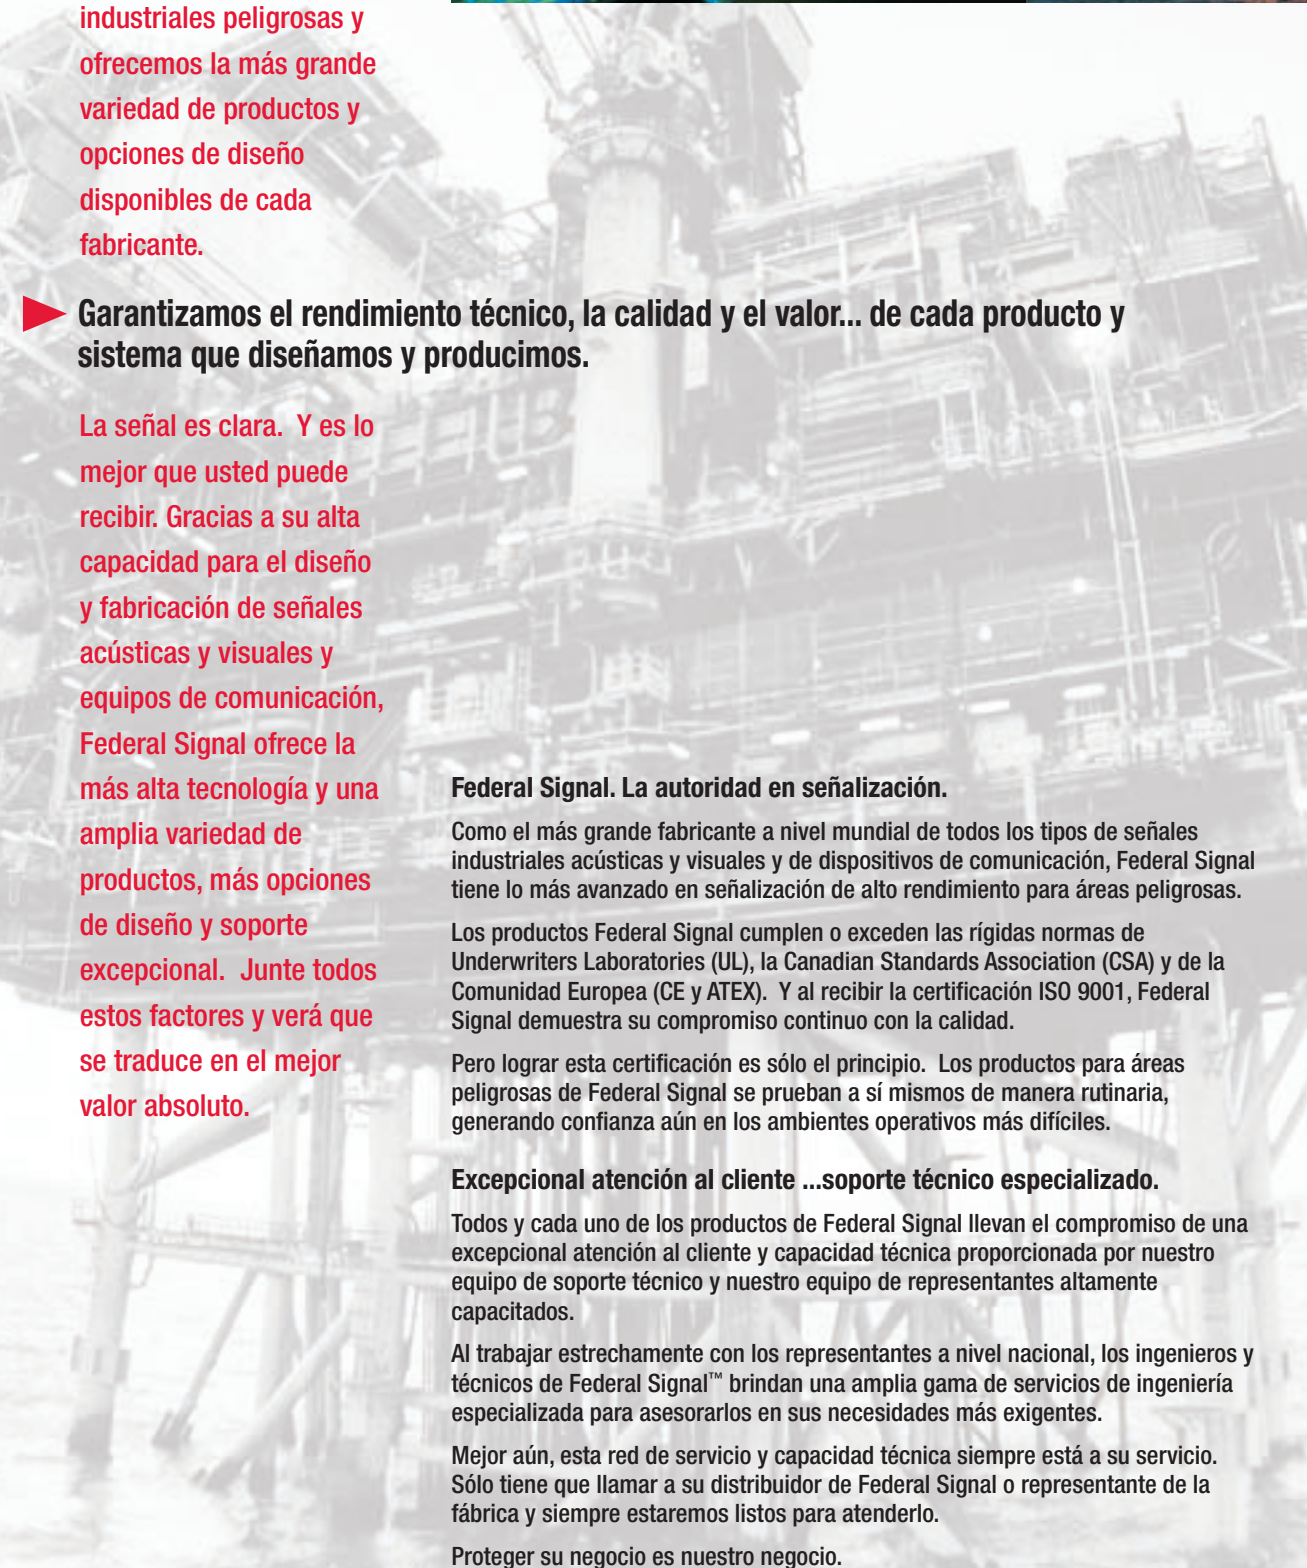 industriales peligrosas y
ofrecemos la más grande
variedad de productos y
opciones de diseño
disponibles de cada
fabricante.
Garantizamos el rendimiento técnico, la calidad y el valor... de cada producto y
sistema que diseñamos y producimos.
La señal es clara.  Y es lo
mejor que usted puede
recibir. Gracias a su alta
capacidad para el diseño
y fabricación de señales
acústicas y visuales y
equipos de comunicación,
Federal Signal ofrece la
más alta tecnología y una
amplia variedad de
productos, más opciones
de diseño y soporte
excepcional.  Junte todos
estos factores y verá que
se traduce en el mejor
valor absoluto.
Federal Signal. La autoridad en señalización.
Como el más grande fabricante a nivel mundial de todos los tipos de señales
industriales acústicas y visuales y de dispositivos de comunicación, Federal Signal
tiene lo más avanzado en señalización de alto rendimiento para áreas peligrosas.
Los productos Federal Signal cumplen o exceden las rígidas normas de
Underwriters Laboratories (UL), la Canadian Standards Association (CSA) y de la
Comunidad Europea (CE y ATEX).  Y al recibir la certificación ISO 9001, Federal
Signal demuestra su compromiso continuo con la calidad.
Pero lograr esta certificación es sólo el principio.  Los productos para áreas
peligrosas de Federal Signal se prueban a sí mismos de manera rutinaria,
generando confianza aún en los ambientes operativos más difíciles.
Excepcional atención al cliente ...soporte técnico especializado.
Todos y cada uno de los productos de Federal Signal llevan el compromiso de una
excepcional atención al cliente y capacidad técnica proporcionada por nuestro
equipo de soporte técnico y nuestro equipo de representantes altamente
capacitados.
Al trabajar estrechamente con los representantes a nivel nacional, los ingenieros y
técnicos de Federal Signal™ brindan una amplia gama de servicios de ingeniería
especializada para asesorarlos en sus necesidades más exigentes.
Mejor aún, esta red de servicio y capacidad técnica siempre está a su servicio.
Sólo tiene que llamar a su distribuidor de Federal Signal o representante de la
fábrica y siempre estaremos listos para atenderlo.
Proteger su negocio es nuestro negocio.